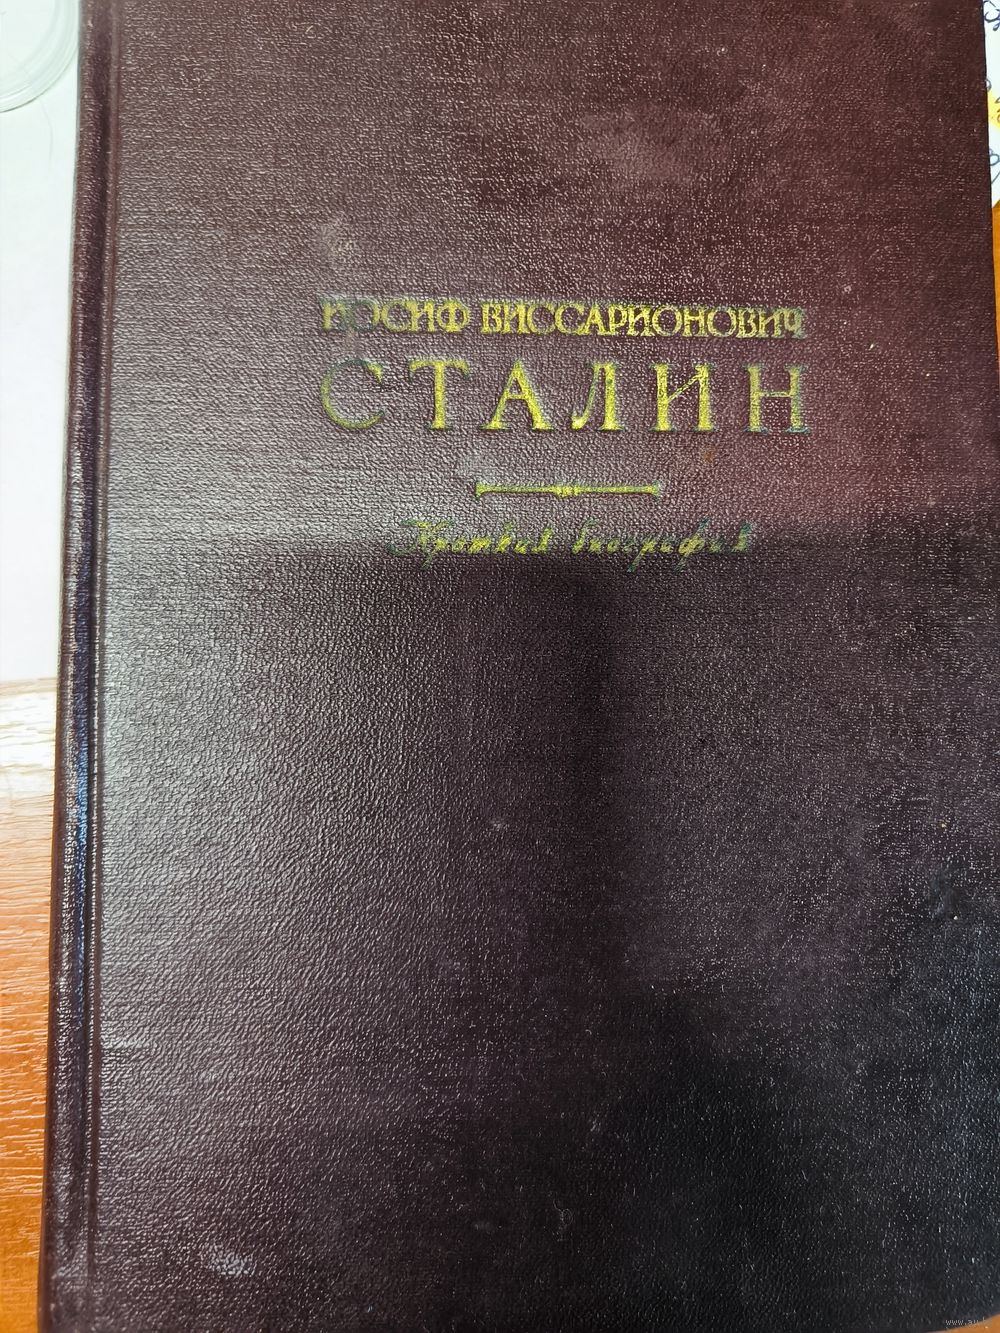 ИОСИФ ВИССАРИОНОВИЧ
СТАЛИН
Краткая биография